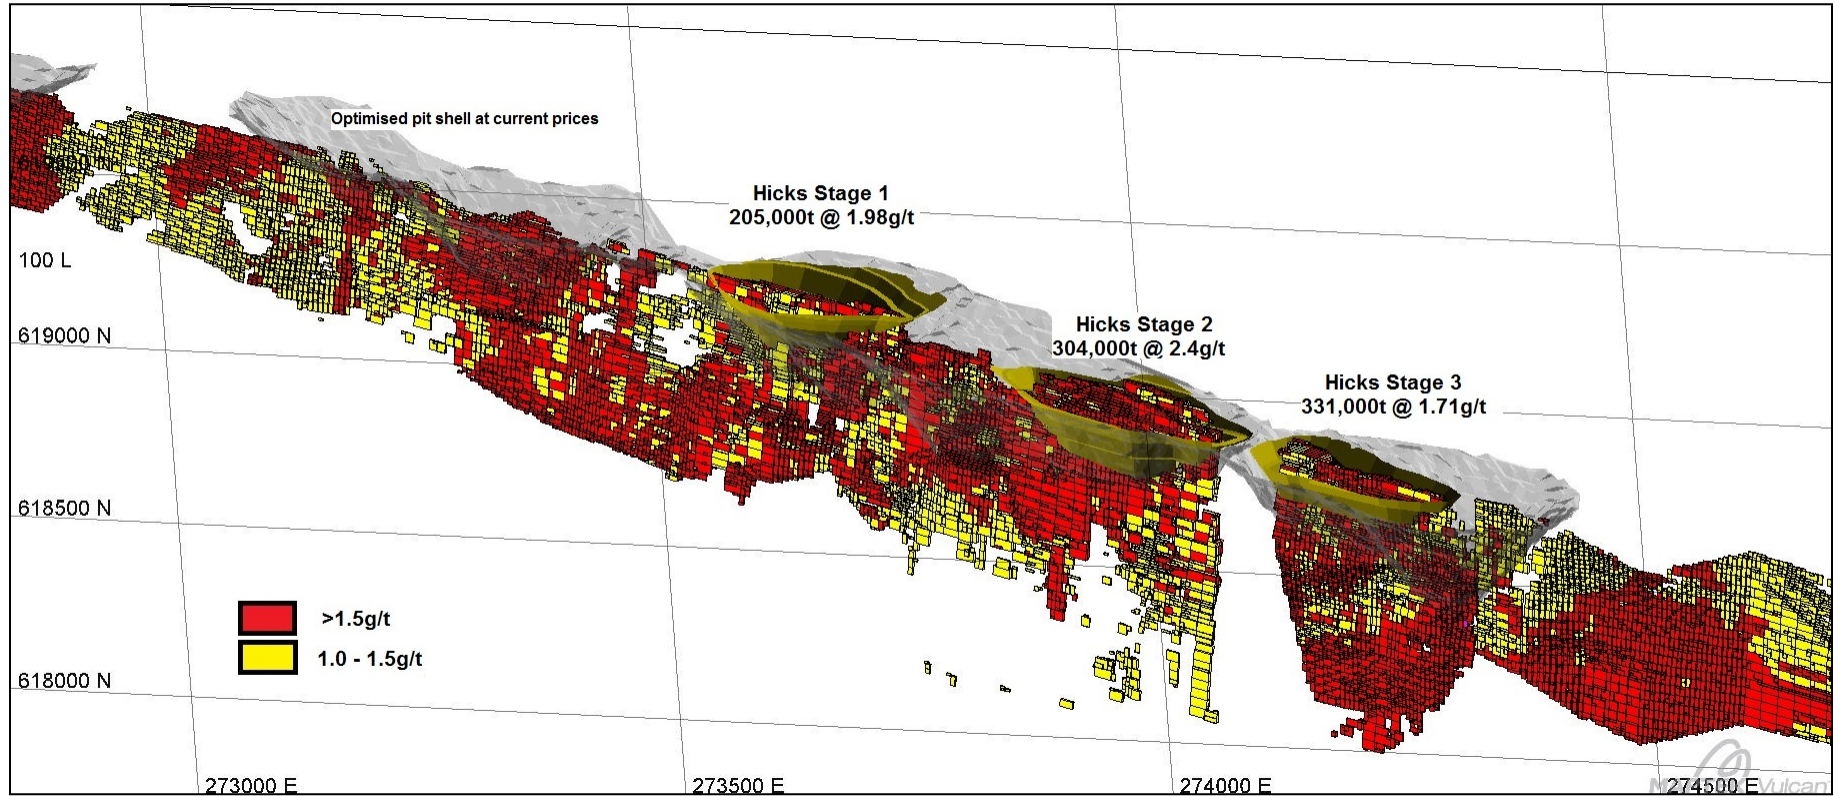 Optimised pit shell at current prices
Hicks Stage 1
205,000t @ 1.98g/t
100 L
Hicks Stage 2
304,000t @ 2.4g/t
619000 N
Hicks Stage 3
331,000t @ 1.71g/t
618500 N
>1.5g/t
1.0 - 1.5g/t
618000 N
273000 E
273500 E
274000 E
274500 E
Vulcan